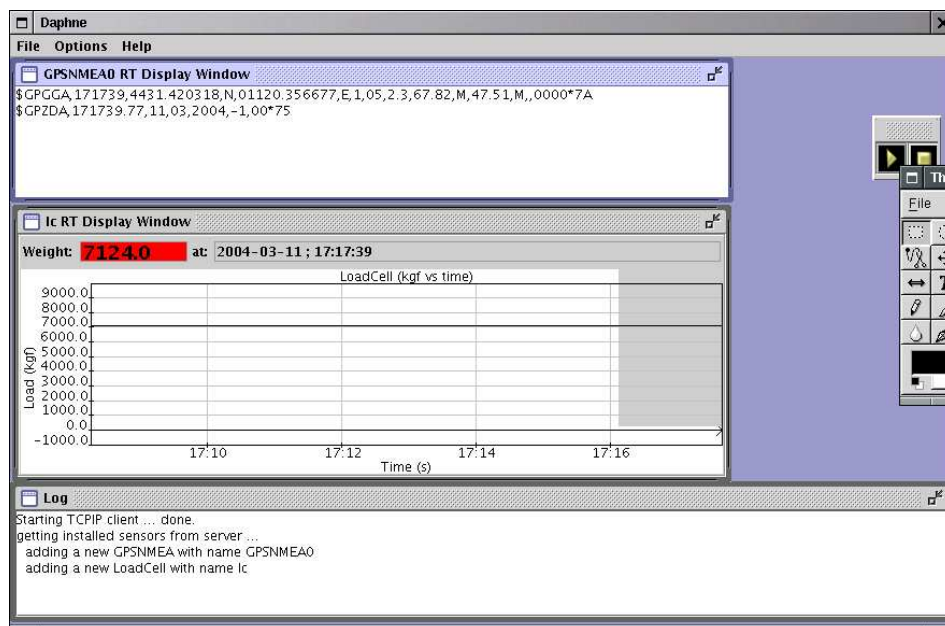 Daphne
File Options Help
GPSNMEA0 RT Display Window
$GPGGA,171739,4431.420318,N,01120.356677,E,1,05,2.3,67.82,M,47.51,M,,0000*7A
$GPZDA,171739.77,11,03,2004,-1,00*75
Th
File
lc RT Display Window
Weight: 7124.0 at: 2004-03-11 ; 17:17:39
LoadCell (kgf vs time)
9000.0
8000.0
7000.0
6000.0
5000.0
4000.0
3000.0
2000.0
1000.0
0.0
-1000.0
Load (kgf)
17:10 17:12 17:14 17:16
Time (s)
Log
Starting TCPIP client ... done.
getting installed sensors from server ...
adding a new GPSNMEA with name GPSNMEA0
adding a new LoadCell with name lc